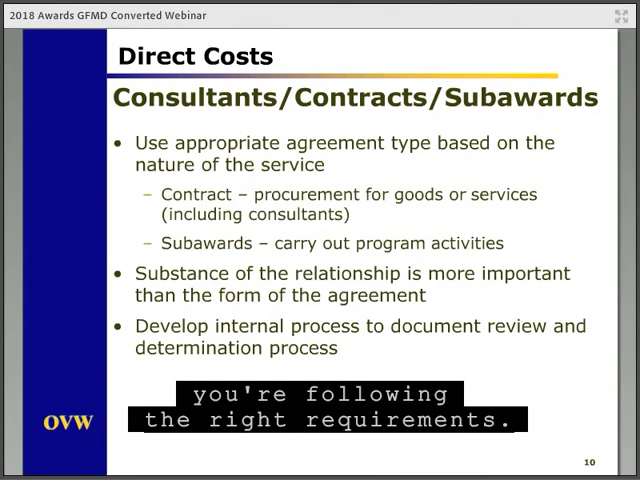 2018 Awards GFMD Converted Webinar
Direct Costs
Consultants/Contracts/Subawards
• Use appropriate agreement type based on the
nature of the service
– Contract – procurement for goods or services
(including consultants)
– Subawards – carry out program activities
• Substance of the relationship is more important
than the form of the agreement
• Develop internal process to document review and
determination process
you're following
the right requirements.
OVW
10